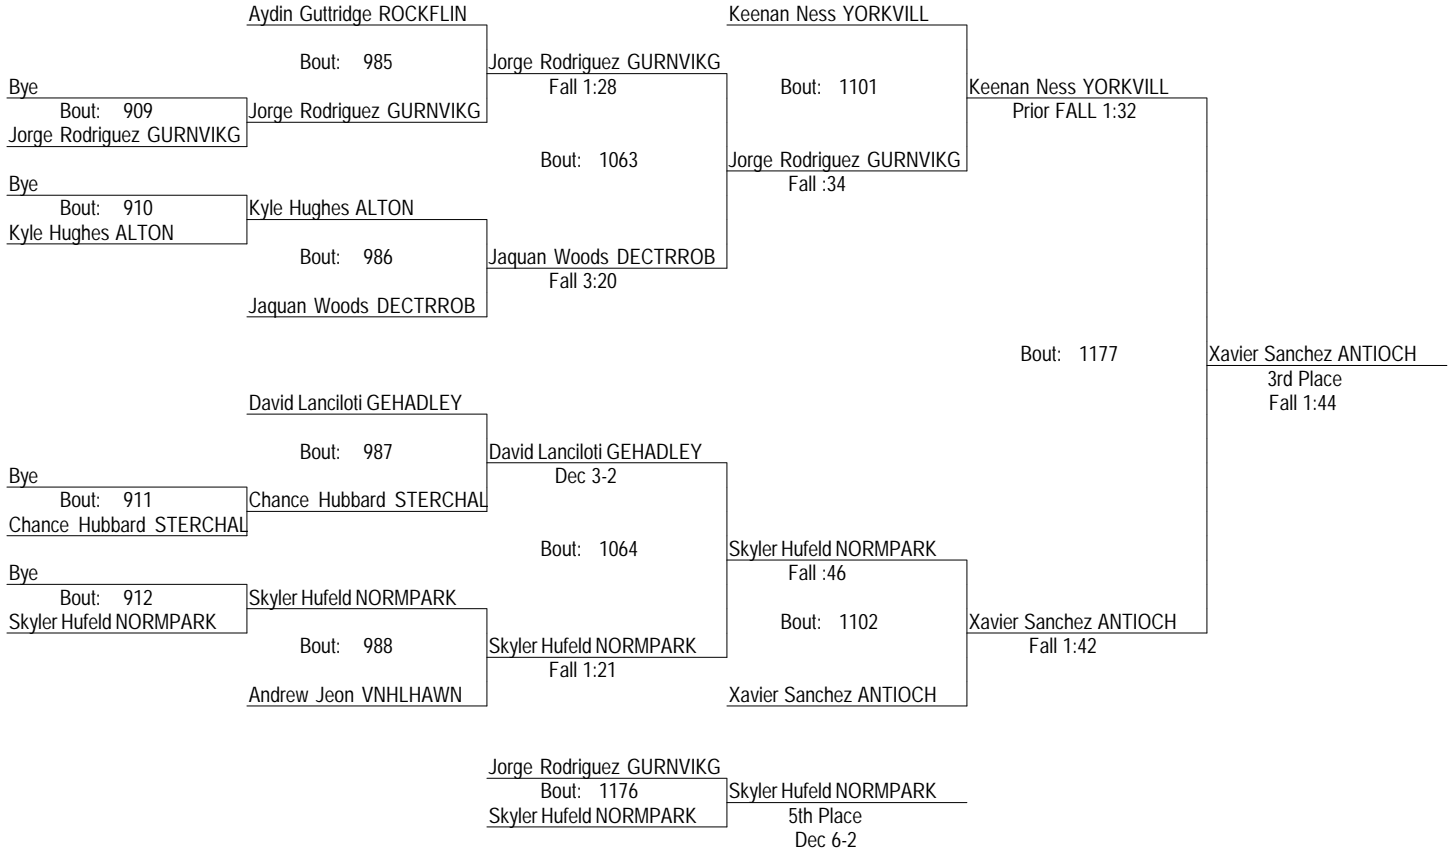 Aydin Guttridge ROCKFLIN
Keenan Ness YORKVILL
Bout: 985
Jorge Rodriguez GURNVIKG
Fall 1:28
Bout: 1101
Keenan Ness YORKVILL
Prior FALL 1:32
Bye
Bout: 909
Jorge Rodriguez GURNVIKG
Jorge Rodriguez GURNVIKG
Bout: 1063
Jorge Rodriguez GURNVIKG
Fall :34
Bye
Bout: 910
Kyle Hughes ALTON
Kyle Hughes ALTON
Bout: 986
Jaquan Woods DECTRROB
Fall 3:20
Jaquan Woods DECTRROB
Bout: 1177
Xavier Sanchez ANTIOCH
3rd Place
Fall 1:44
David Lanciloti GEHADLEY
Bout: 987
David Lanciloti GEHADLEY
Dec 3-2
Bye
Bout: 911
Chance Hubbard STERCHAL
Chance Hubbard STERCHAL
Bout: 1064
Skyler Hufeld NORMPARK
Fall :46
Bye
Bout: 912
Skyler Hufeld NORMPARK
Skyler Hufeld NORMPARK
Bout: 1102
Xavier Sanchez ANTIOCH
Fall 1:42
Bout: 988
Skyler Hufeld NORMPARK
Fall 1:21
Andrew Jeon VNHLHAWN
Xavier Sanchez ANTIOCH
Jorge Rodriguez GURNVIKG
Bout: 1176
Skyler Hufeld NORMPARK
Skyler Hufeld NORMPARK
5th Place
Dec 6-2